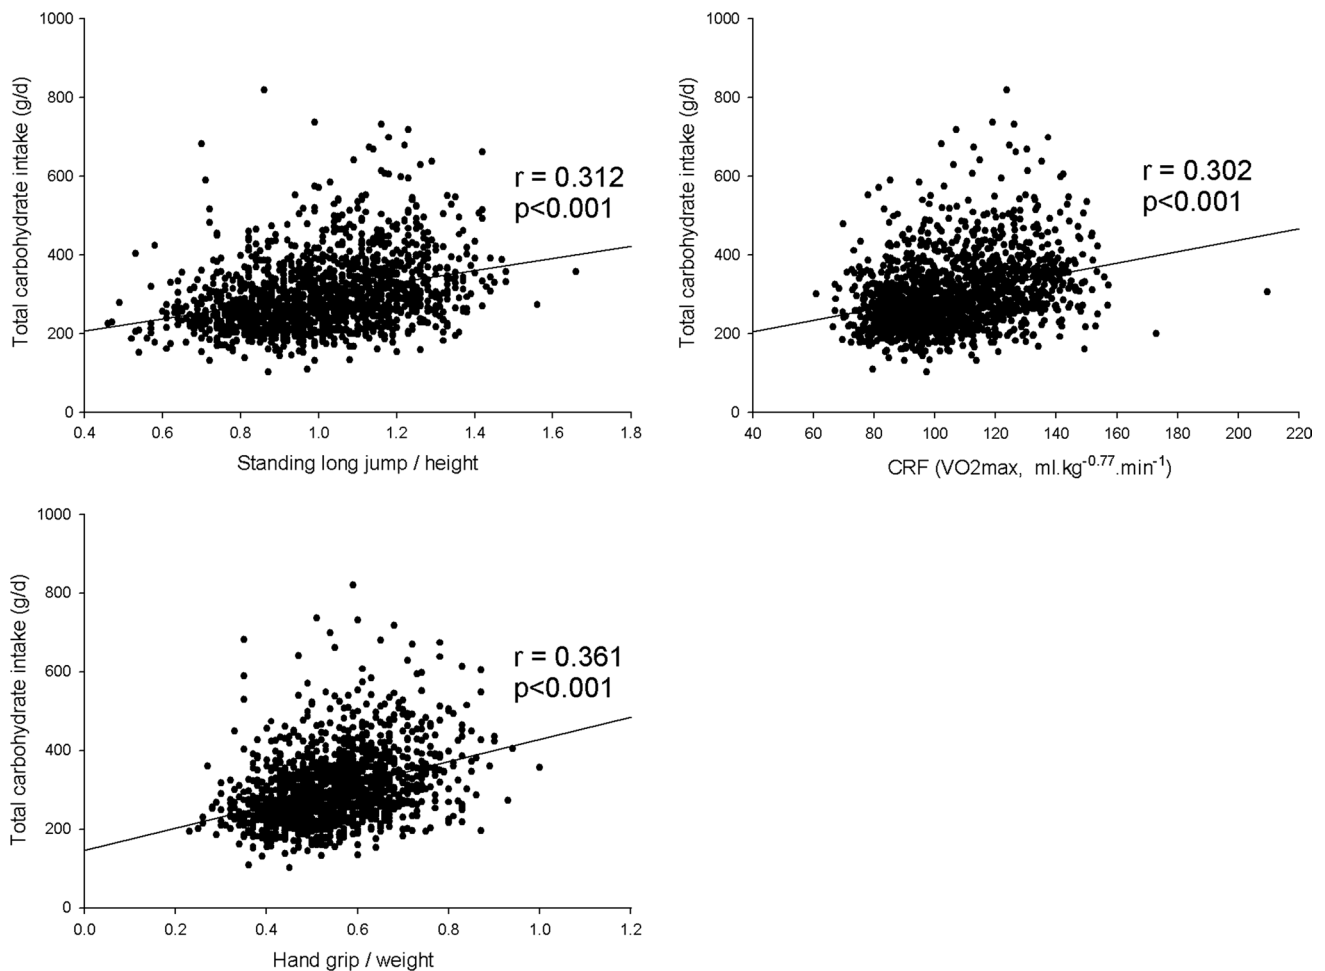 1000
800
600
400
200
0
Total carbohydrate intake (g/d)
r = 0.312
p<0.001
0.4 0.6 0.8 1.0 1.2 1.4 1.6 1.8
Standing long jump / height
1000
800
600
400
200
0
Total carbohydrate intake (g/d)
r = 0.302
p<0.001
40 60 80 100 120 140 160 180 200 220
CRF (VO2max, ml.kg⁻⁰·⁷⁷.min⁻¹)
1000
800
600
400
200
0
Total carbohydrate intake (g/d)
r = 0.361
p<0.001
0.0 0.2 0.4 0.6 0.8 1.0 1.2
Hand grip / weight